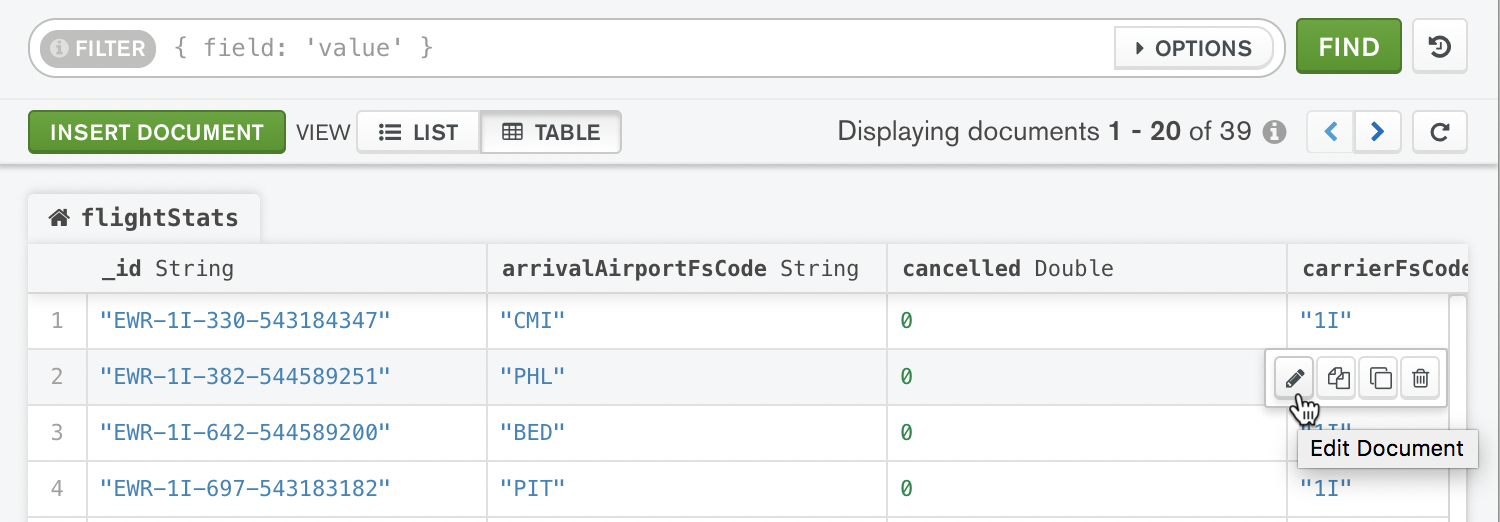 FILTER { field: 'value' } OPTIONS FIND
INSERT DOCUMENT VIEW LIST TABLE Displaying documents 1 - 20 of 39
flightStats
_id String arrivalAirportFsCode String cancelled Double carrierFsCode
1 "EWR-1I-330-543184347" "CMI" 0 "1I"
2 "EWR-1I-382-544589251" "PHL" 0
3 "EWR-1I-642-544589200" "BED" 0
Edit Document
4 "EWR-1I-697-543183182" "PIT" 0 "1I"